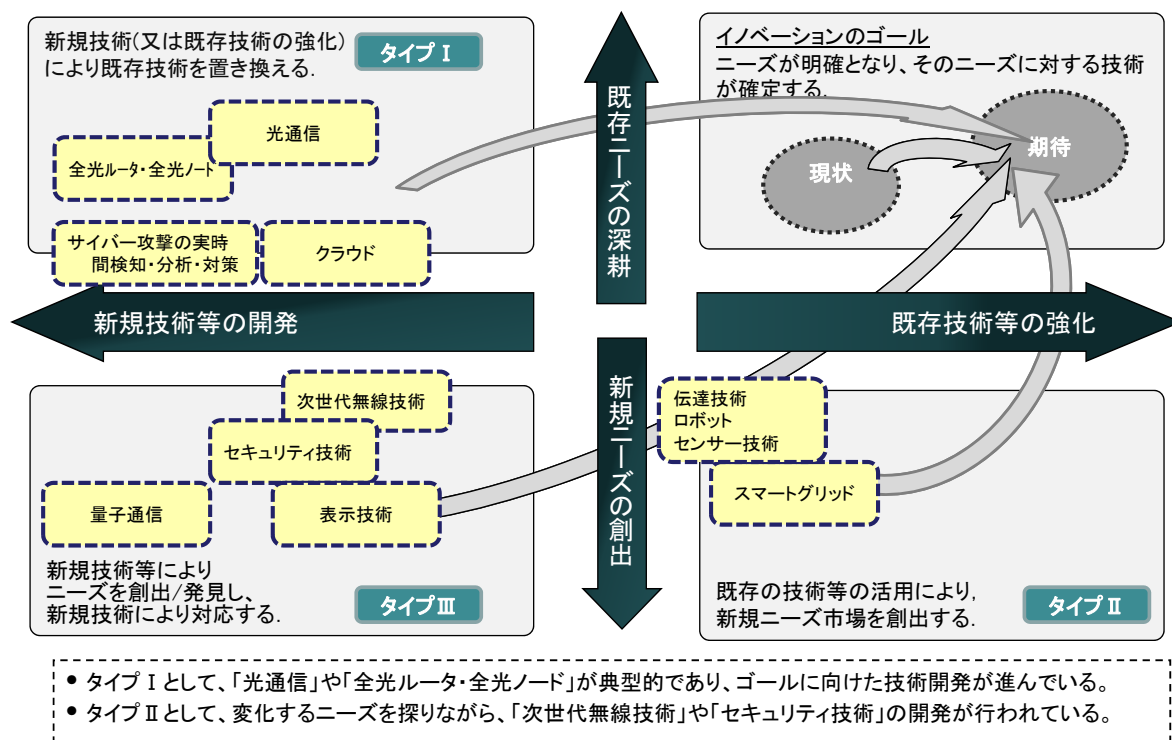 新規技術(又は既存技術の強化)
により既存技術を置き換える.
タイプⅠ
光通信
全光ルータ・全光ノード
サイバー攻撃の実時
間検知・分析・対策
クラウド
既存ニーズの深耕
イノベーションのゴール
ニーズが明確となり、そのニーズに対する技術
が確定する.
現状
期待
新規技術等の開発
既存技術等の強化
次世代無線技術
セキュリティ技術
量子通信
表示技術
新規技術等により
ニーズを創出/発見し、
新規技術により対応する.
タイプⅢ
新規ニーズの創出
伝達技術
ロボット
センサー技術
スマートグリッド
既存の技術等の活用により,
新規ニーズ市場を創出する.
タイプⅡ
● タイプⅠとして、「光通信」や「全光ルータ・全光ノード」が典型的であり、ゴールに向けた技術開発が進んでいる。
● タイプⅡとして、変化するニーズを探りながら、「次世代無線技術」や「セキュリティ技術」の開発が行われている。